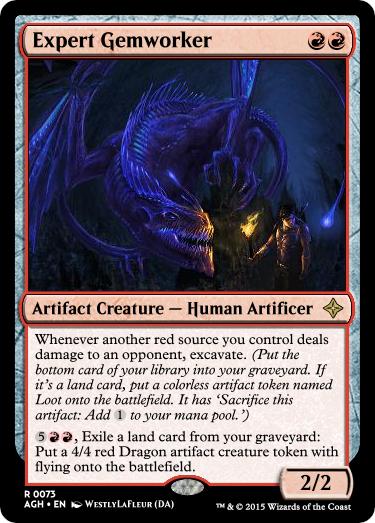 Expert Gemworker
Artifact Creature — Human Artificer
Whenever another red source you control deals
damage to an opponent, excavate. (Put the
bottom card of your library into your graveyard. If
it's a land card, put a colorless artifact token named
Loot onto the battlefield. It has 'Sacrifice this
artifact: Add 1 to your mana pool.')
5, Exile a land card from your graveyard:
Put a 4/4 red Dragon artifact creature token with
flying onto the battlefield.
2/2
R 0073
AGH • EN WestlyLaFleur (DA)
™ & © 2015 Wizards of the Coast